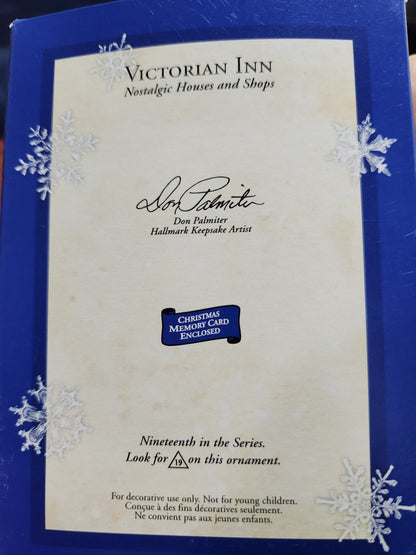 VICTORIAN INN
Nostalgic Houses and Shops
Don Palmiter
Don Palmiter
Hallmark Keepsake Artist
CHRISTMAS
MEMORY CARD
ENCLOSED
Nineteenth in the Series.
Look for 19 on this ornament.
For decorative use only. Not for young children.
Conçue à des fins décoratives seulement.
Ne convient pas aux jeunes enfants.